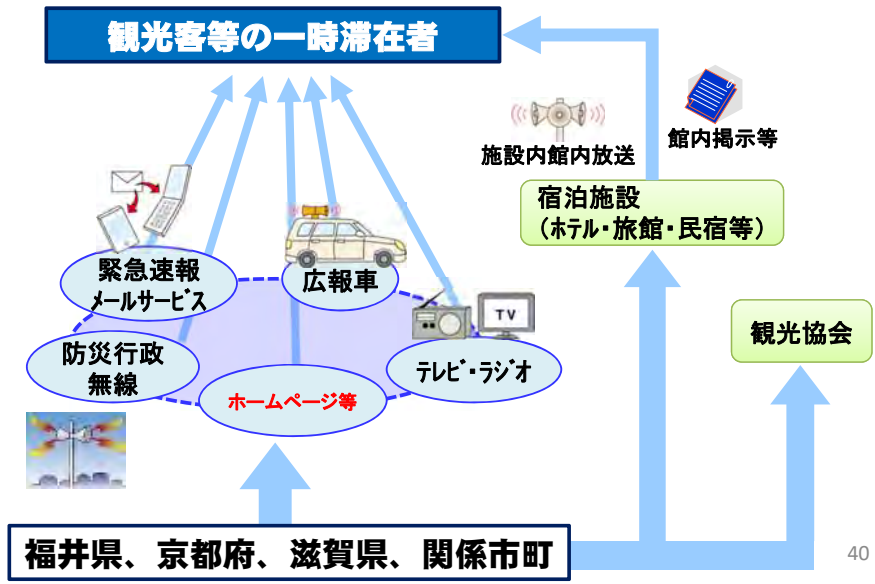 観光客等の一時滞在者
施設内館内放送
館内掲示等
宿泊施設
（ホテル・旅館・民宿等）
緊急速報
メールサービス
広報車
TV
観光協会
防災行政
無線
テレビ・ラジオ
ホームページ等
福井県、京都府、滋賀県、関係市町
40